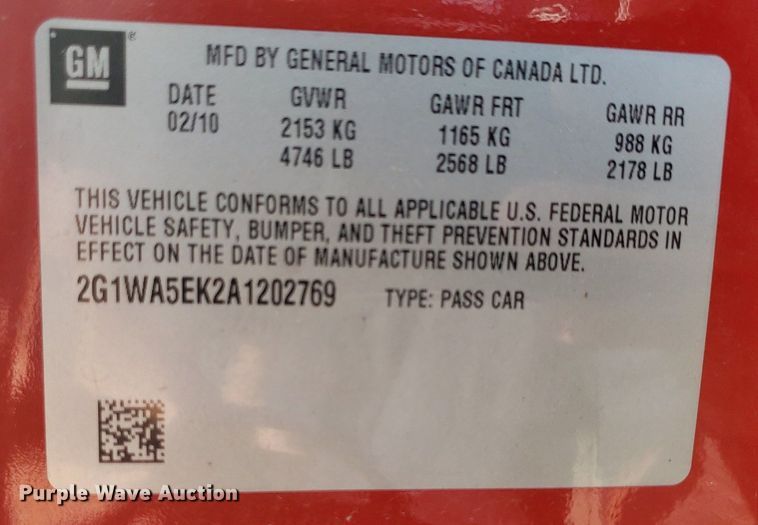 GM ®
MFD BY GENERAL MOTORS OF CANADA LTD.
DATE GVWR GAWR FRT GAWR RR
02/10 2153 KG 1165 KG 988 KG
4746 LB 2568 LB 2178 LB
THIS VEHICLE CONFORMS TO ALL APPLICABLE U.S. FEDERAL MOTOR
VEHICLE SAFETY, BUMPER, AND THEFT PREVENTION STANDARDS IN
EFFECT ON THE DATE OF MANUFACTURE SHOWN ABOVE.
2G1WA5EK2A1202769 TYPE: PASS CAR
Purple Wave Auction